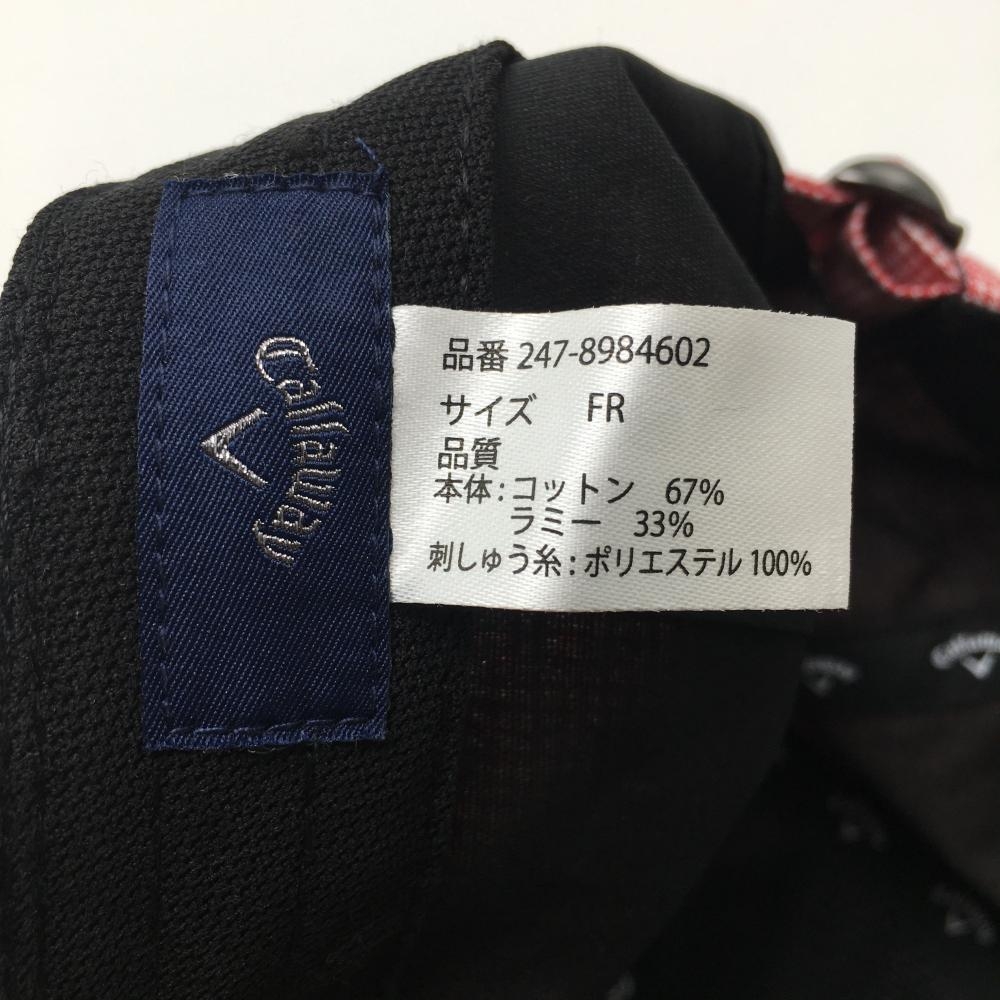 Callaway
品番 247-8984602
サイズ FR
品質
本体:コットン 67%
ラミー 33%
刺しゅう糸:ポリエステル 100%
Callaway